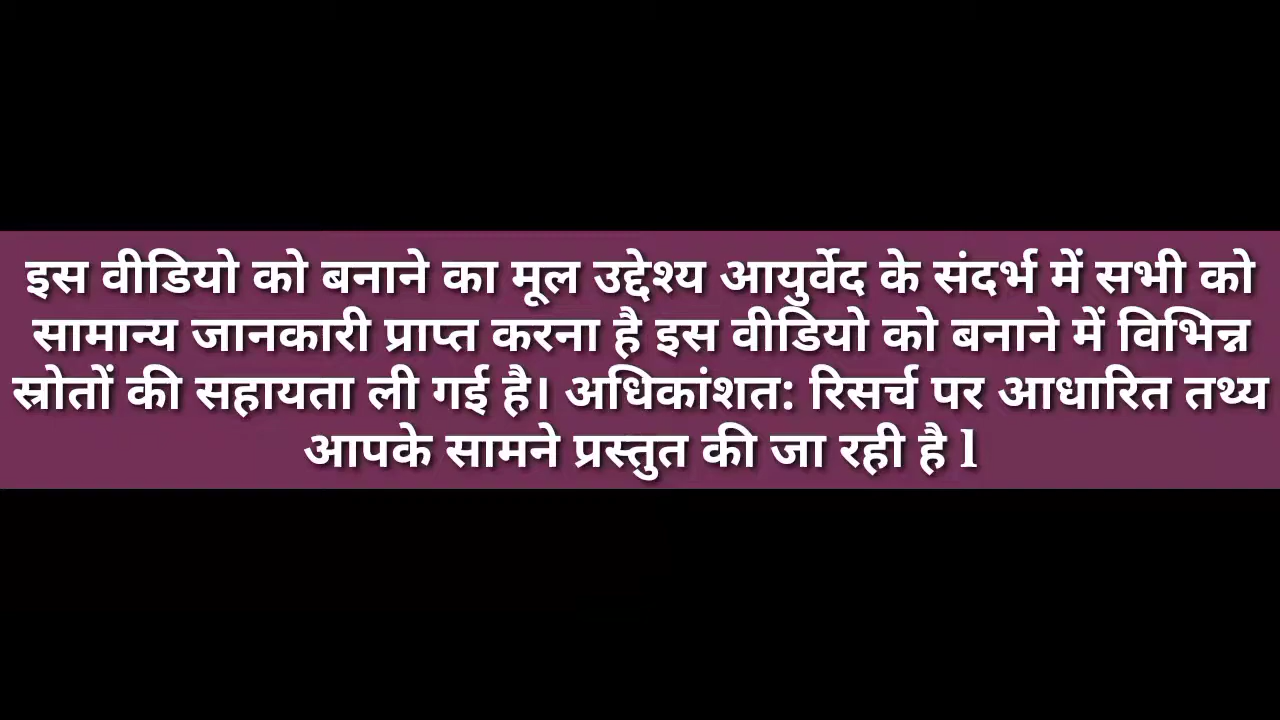 इस वीडियो को बनाने का मूल उद्देश्य आयुर्वेद के संदर्भ में सभी को
सामान्य जानकारी प्राप्त करना है इस वीडियो को बनाने में विभिन्न
स्रोतों की सहायता ली गई है। अधिकांशत: रिसर्च पर आधारित तथ्य
आपके सामने प्रस्तुत की जा रही है l